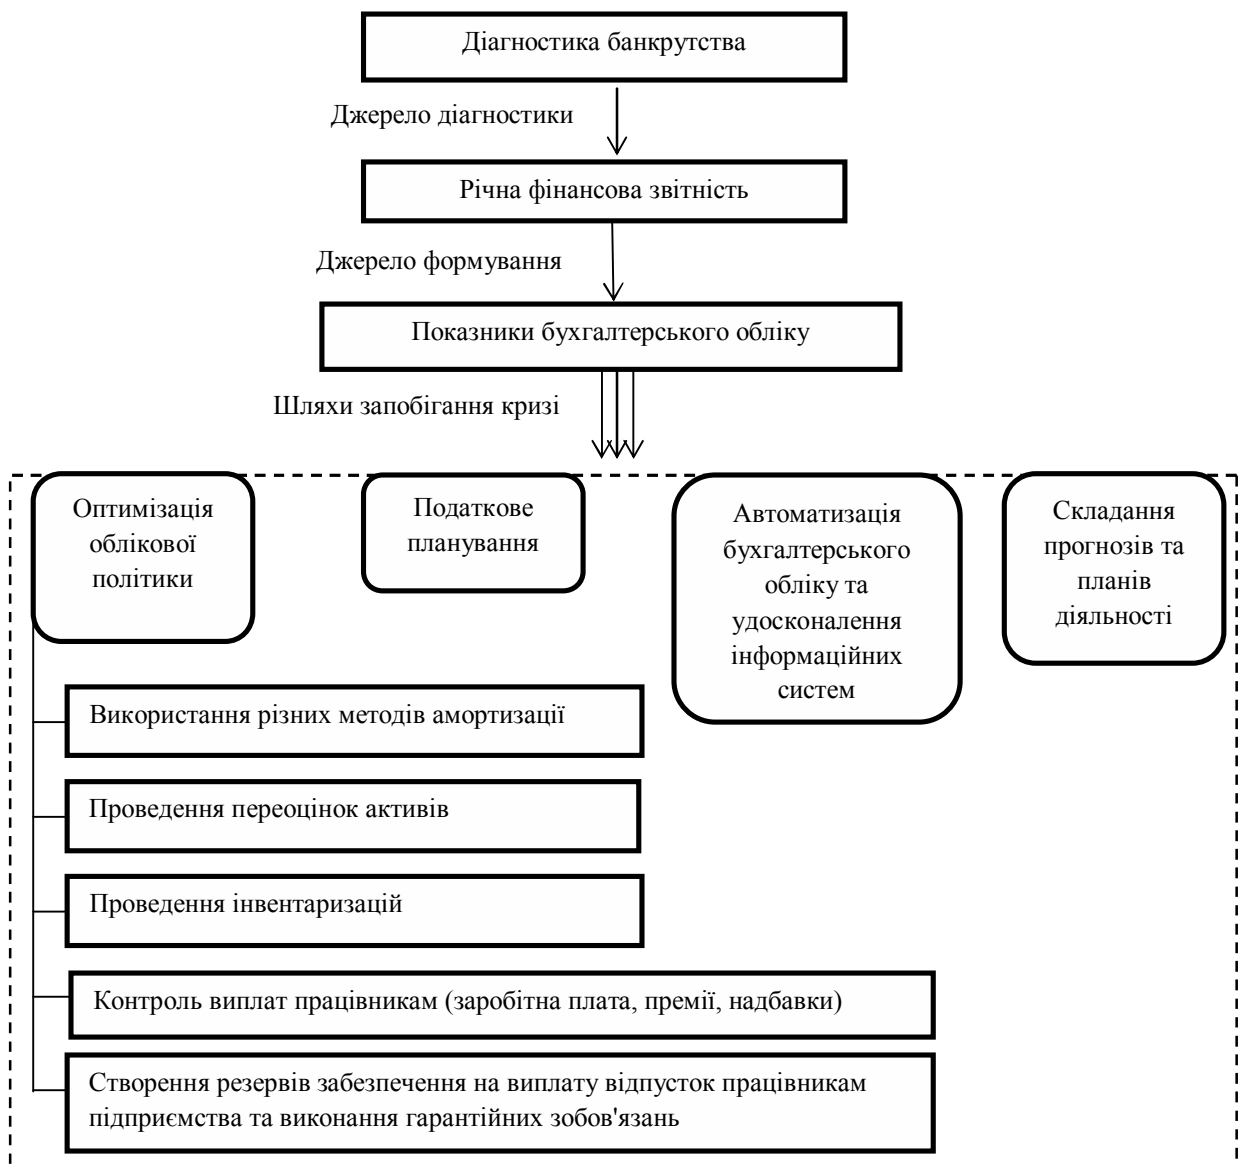 Діагностика банкрутства
Джерело діагностики
Річна фінансова звітність
Джерело формування
Показники бухгалтерського обліку
Шляхи запобігання кризі
Оптимізація
облікової
політики
Податкове
планування
Автоматизація
бухгалтерського
обліку та
удосконалення
інформаційних
систем
Складання
прогнозів та
планів
діяльності
Використання різних методів амортизації
Проведення переоцінок активів
Проведення інвентаризацій
Контроль виплат працівникам (заробітна плата, премії, надбавки)
Створення резервів забезпечення на виплату відпусток працівникам
підприємства та виконання гарантійних зобов'язань